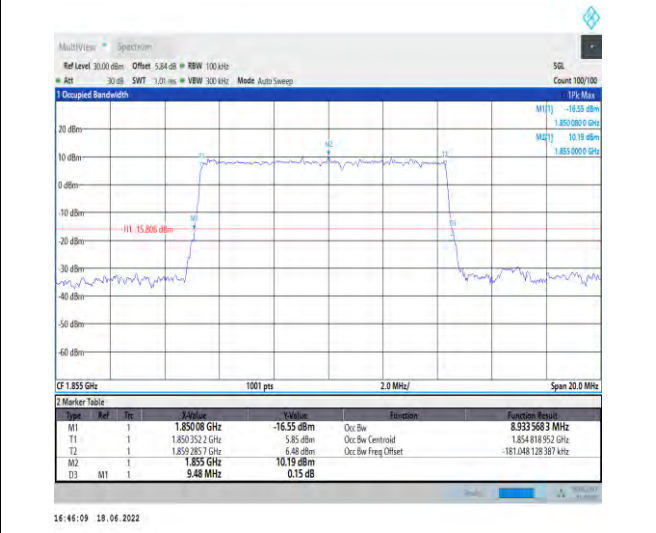 MultiView Spectrum
Ref Level 30.00 dBm Offset 5.84 dB RBW 100 kHz SGL
Att 30 dB SWT 1.01 ms VBW 300 kHz Mode Auto Sweep Count 100/100
1 Occupied Bandwidth 1Pk Max
M1[1] -16.55 dBm
1.850 080 0 GHz
M2[1] 10.19 dBm
1.855 000 0 GHz
20 dBm
M2
10 dBm
T1 T2
0 dBm
-10 dBm
M1 D3
H1 -15.806 dBm
-20 dBm
-30 dBm
-40 dBm
-50 dBm
-60 dBm
CF 1.855 GHz 1001 pts 2.0 MHz/ Span 20.0 MHz
2 Marker Table
Type Ref Trc X-Value Y-Value Function Function Result
M1 1 1.85008 GHz -16.55 dBm Occ Bw 8.933 568 3 MHz
T1 1 1.850 352 2 GHz 5.85 dBm Occ Bw Centroid 1.854 818 952 GHz
T2 1 1.859 285 7 GHz 6.48 dBm Occ Bw Freq Offset -181.048 128 387 kHz
M2 1 1.855 GHz 10.19 dBm
D3 M1 1 9.48 MHz 0.15 dB
16:46:09 18.06.2022